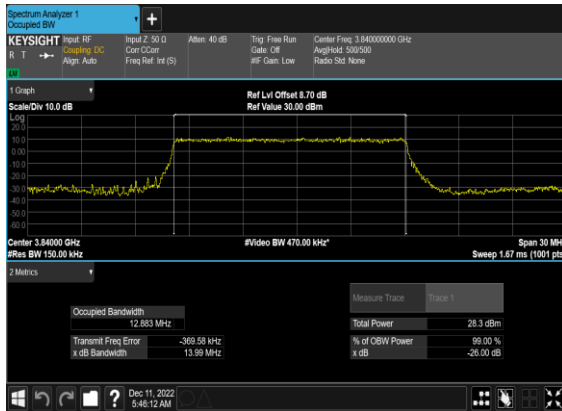 Spectrum Analyzer 1
Occupied BW
+
KEYSIGHT Input: RF Input Z: 50 Ω Atten: 40 dB Trig: Free Run Center Freq: 3.840000000 GHz
R T Coupling: DC Corr CCorr Gate: Off Avg|Hold: 500/500
Align: Auto Freq Ref: Int (S) #IF Gain: Low Radio Std: None
LXI
1 Graph
Ref Lvl Offset 8.70 dB
Scale/Div 10.0 dB Ref Value 30.00 dBm
Log
20.0
10.0
0.00
-10.0
-20.0
-30.0
-40.0
-50.0
-60.0
Center 3.84000 GHz #Video BW 470.00 kHz* Span 30 MH
#Res BW 150.00 kHz Sweep 1.67 ms (1001 pts
2 Metrics
Measure Trace Trace 1
Occupied Bandwidth
12.883 MHz Total Power 28.3 dBm
Transmit Freq Error -369.58 kHz % of OBW Power 99.00 %
x dB Bandwidth 13.99 MHz x dB -26.00 dB
? Dec 11, 2022
5:46:12 AM